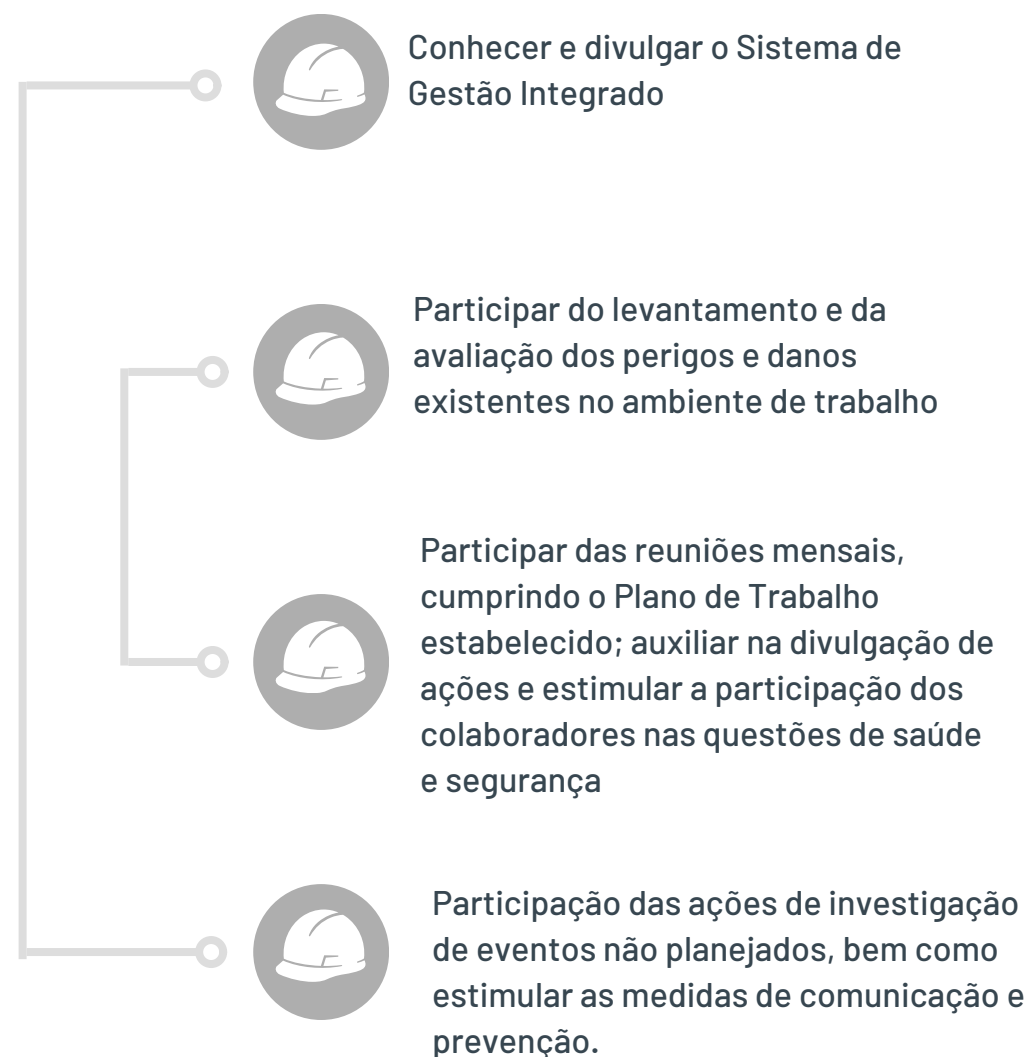 Conhecer e divulgar o Sistema de
Gestão Integrado
Participar do levantamento e da
avaliação dos perigos e danos
existentes no ambiente de trabalho
Participar das reuniões mensais,
cumprindo o Plano de Trabalho
estabelecido; auxiliar na divulgação de
ações e estimular a participação dos
colaboradores nas questões de saúde
e segurança
Participação das ações de investigação
de eventos não planejados, bem como
estimular as medidas de comunicação e
prevenção.